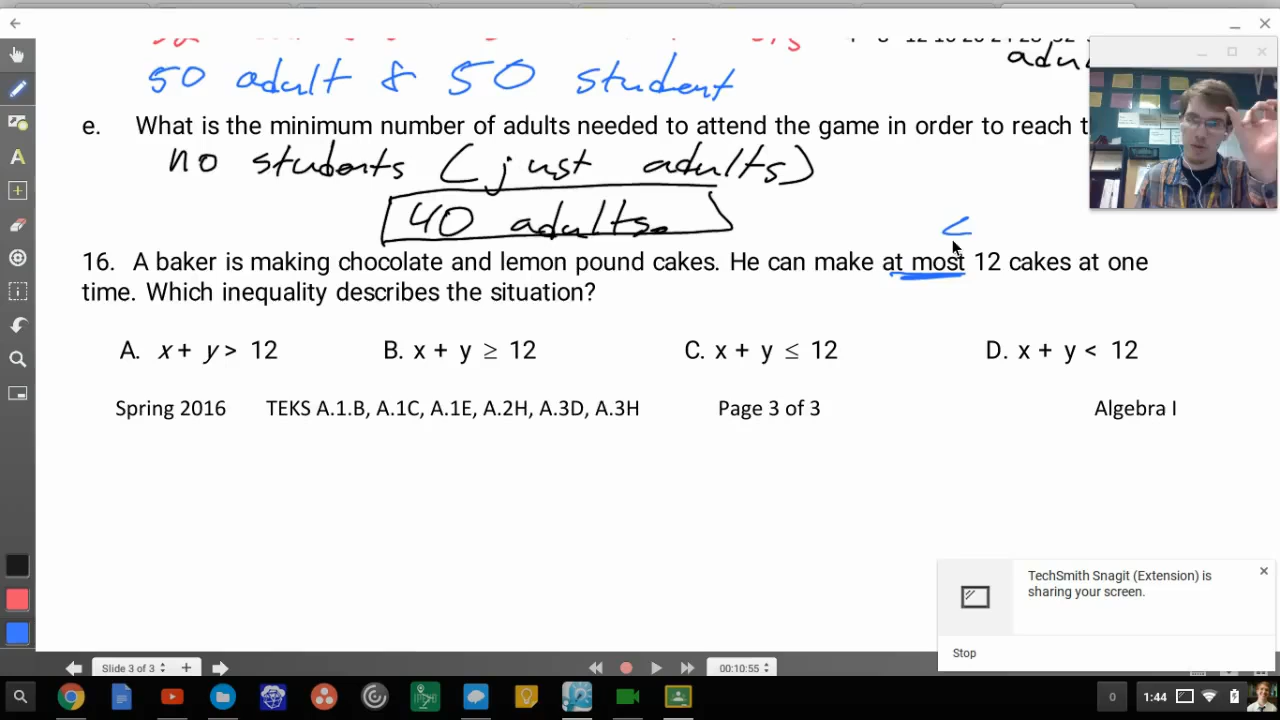 50 adult & 50 student
adu
e. What is the minimum number of adults needed to attend the game in order to reach t
no students (just adults)
40 adults.
<
16. A baker is making chocolate and lemon pound cakes. He can make at most 12 cakes at one
time. Which inequality describes the situation?
A. x + y > 12 B. x + y ≥ 12 C. x + y ≤ 12 D. x + y < 12
Spring 2016 TEKS A.1.B, A.1C, A.1E, A.2H, A.3D, A.3H Page 3 of 3 Algebra I
TechSmith Snagit (Extension) is
sharing your screen.
Stop
Slide 3 of 3
00:10:55
0 1:44